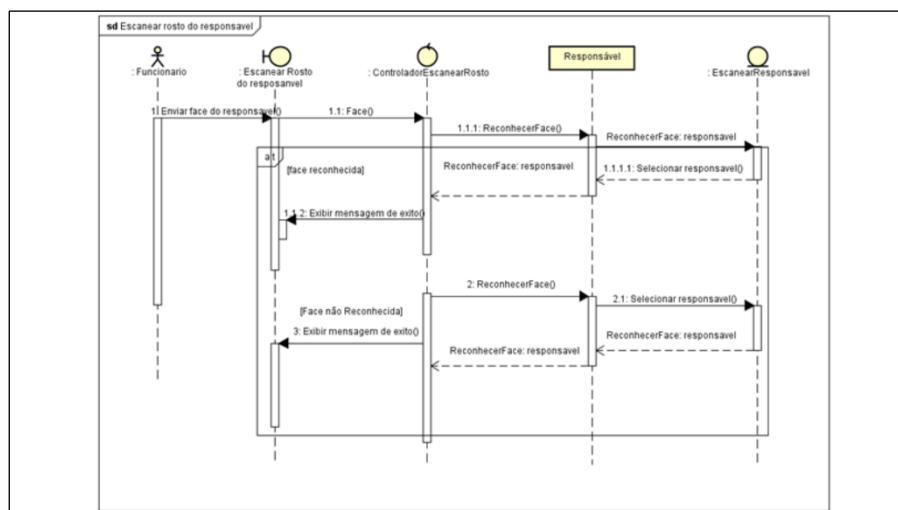 sd Escanear rosto do responsavel
: Funcionario
: Escanear Rosto
do resposanvel
: ControladorEscanearRosto
Responsável
: EscanearResponsavel
1: Enviar face do responsavel()
1.1: Face()
1.1.1: ReconhecerFace()
ReconhecerFace: responsavel
alt
[face reconhecida]
ReconhecerFace: responsavel
1.1.1.1: Selecionar responsavel()
1.1.2: Exibir mensagem de exito()
2: ReconhecerFace()
2.1: Selecionar responsavel()
[Face não Reconhecida]
3: Exibir mensagem de exito()
ReconhecerFace: responsavel
ReconhecerFace: responsavel